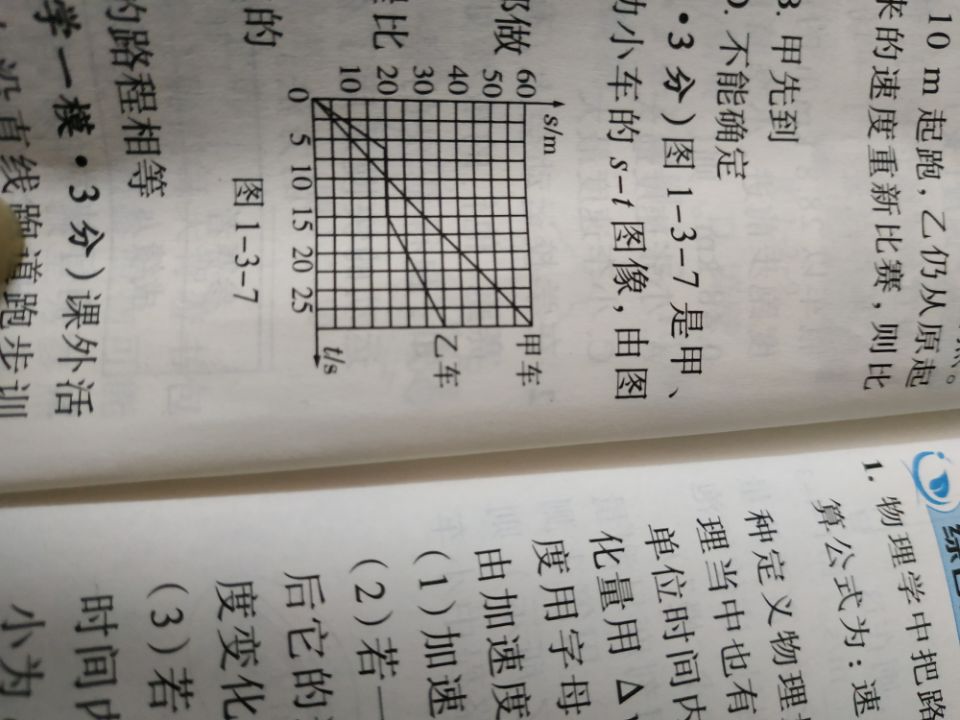 10 m 起跑,乙仍从原起
来的速度重新比赛,则比
B. 甲先到
D. 不能确定
·3 分)图 1-3-7 是甲、
动小车的 s-t 图像,由图
都做
是比
的
s/m
60
50
40
30
20
10
0 5 10 15 20 25 t/s
甲车
乙车
图 1-3-7
的路程相等
学一模·3 分)课外活
沿直线跑道跑步训
1. 物理学中把路
算公式为:速
种定义物理
理当中也有
单位时间内
化量用 Δ
度用字母
由加速度
(1)加速
(2)若一
后它的
度变化
(3)若
时间内
小为